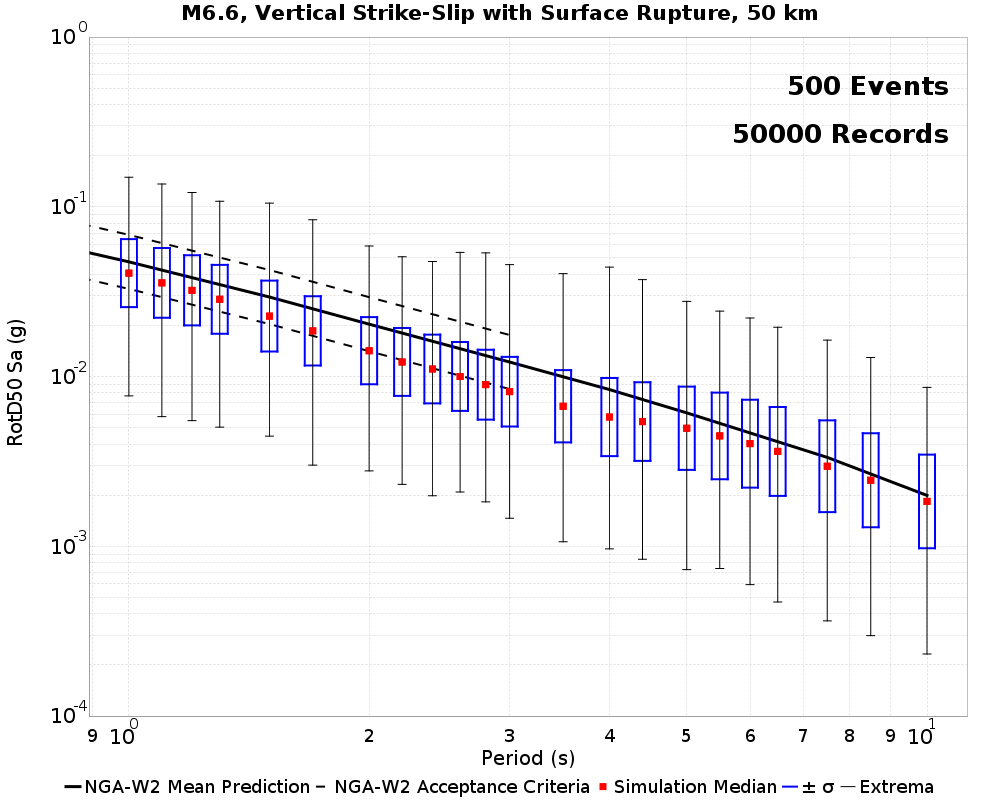 M6.6, Vertical Strike-Slip with Surface Rupture, 50 km
500 Events
50000 Records
10^0
10^-1
10^-2
10^-3
10^-4
RotD50 Sa (g)
9 10^0 2 3 4 5 6 7 8 9 10^1
Period (s)
NGA-W2 Mean Prediction NGA-W2 Acceptance Criteria Simulation Median ± σ Extrema